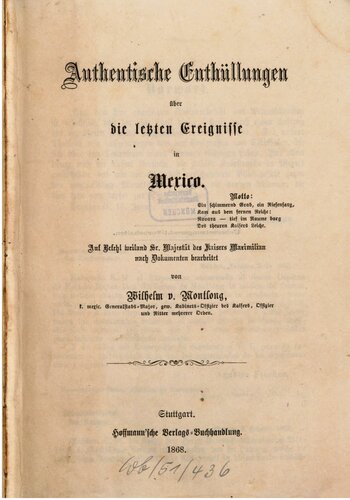 Authentische Enthüllungen
über
die letzten Ereignisse
in
Mexico.
Motto:
Ein schimmernd Grab, ein Riesensarg,
Kam aus dem fernen Reiche:
Novara — tief im Raume barg
Des theuren Kaisers Leiche.
Auf Befehl weiland Sr. Majestät des Kaisers Maximilian
nach Dokumenten bearbeitet
von
Wilhelm v. Montlong,
k. mexic. Generalstabs-Major, gew. Kabinets-Offizier des Kaisers, Offizier
und Ritter mehrerer Orden.
Stuttgart.
Hoffmann'sche Verlags-Buchhandlung.
1868.
/51/436